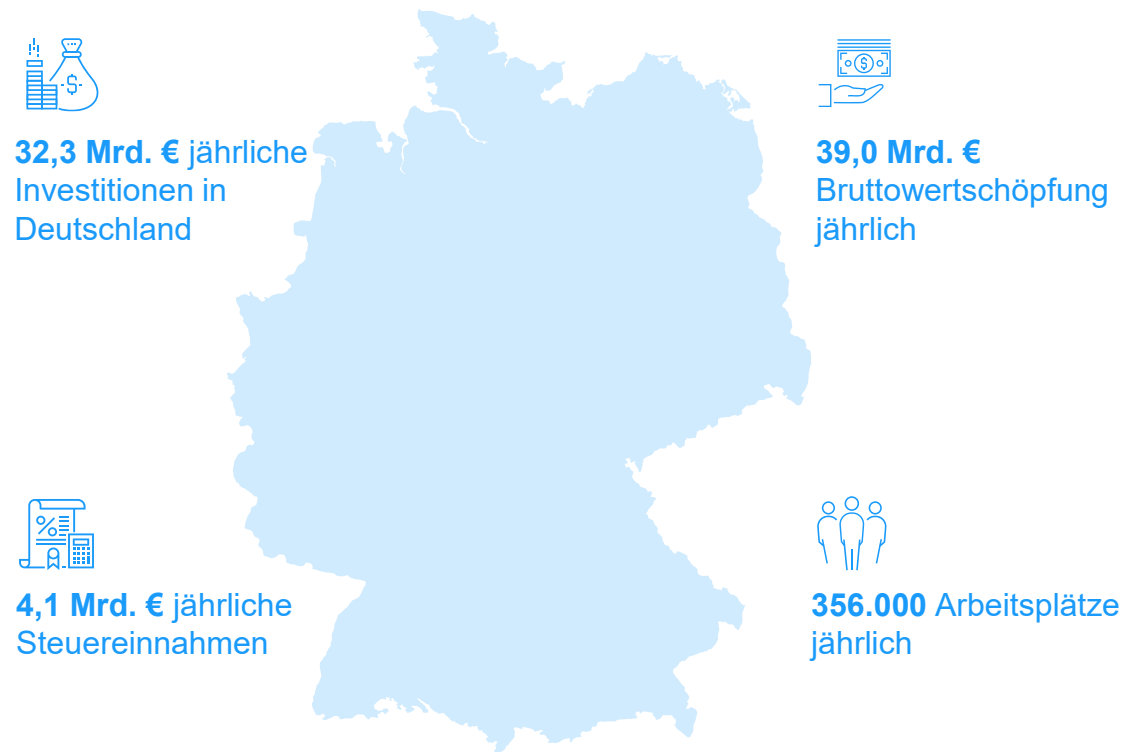 32,3 Mrd. € jährliche
Investitionen in
Deutschland
39,0 Mrd. €
Bruttowertschöpfung
jährlich
4,1 Mrd. € jährliche
Steuereinnahmen
356.000 Arbeitsplätze
jährlich